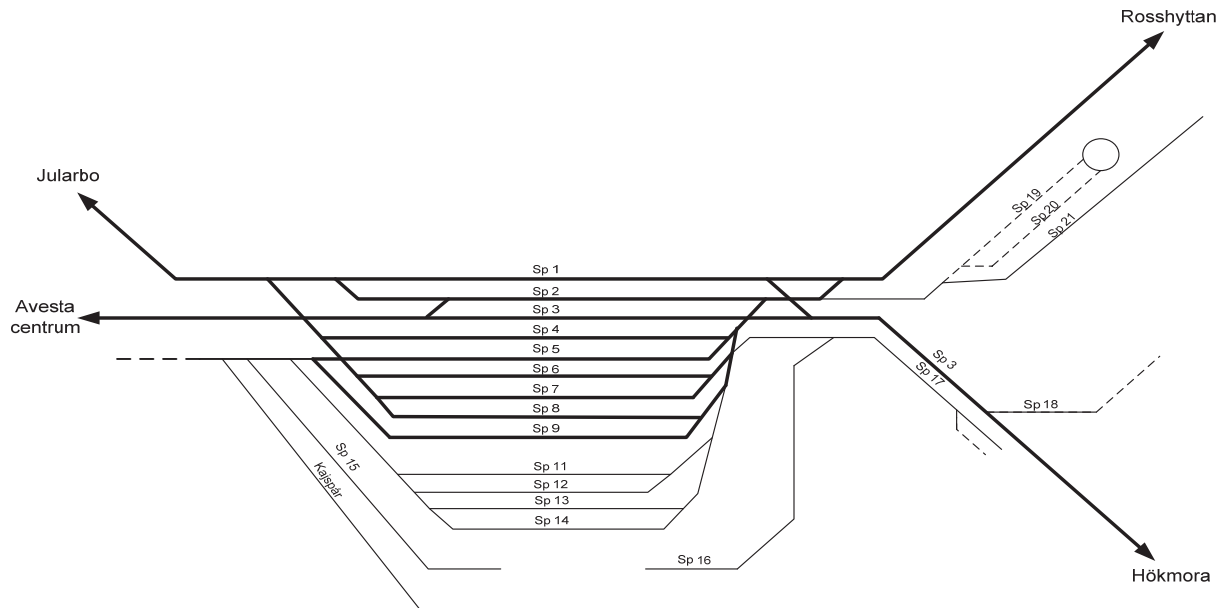 Rosshyttan
Jularbo
Avesta
centrum
Sp 1
Sp 2
Sp 3
Sp 4
Sp 5
Sp 6
Sp 7
Sp 8
Sp 9
Sp 11
Sp 12
Sp 13
Sp 14
Sp 15
Kajspår
Sp 16
Sp 3
Sp 17
Sp 18
Sp 19
Sp 20
Sp 21
Hökmora